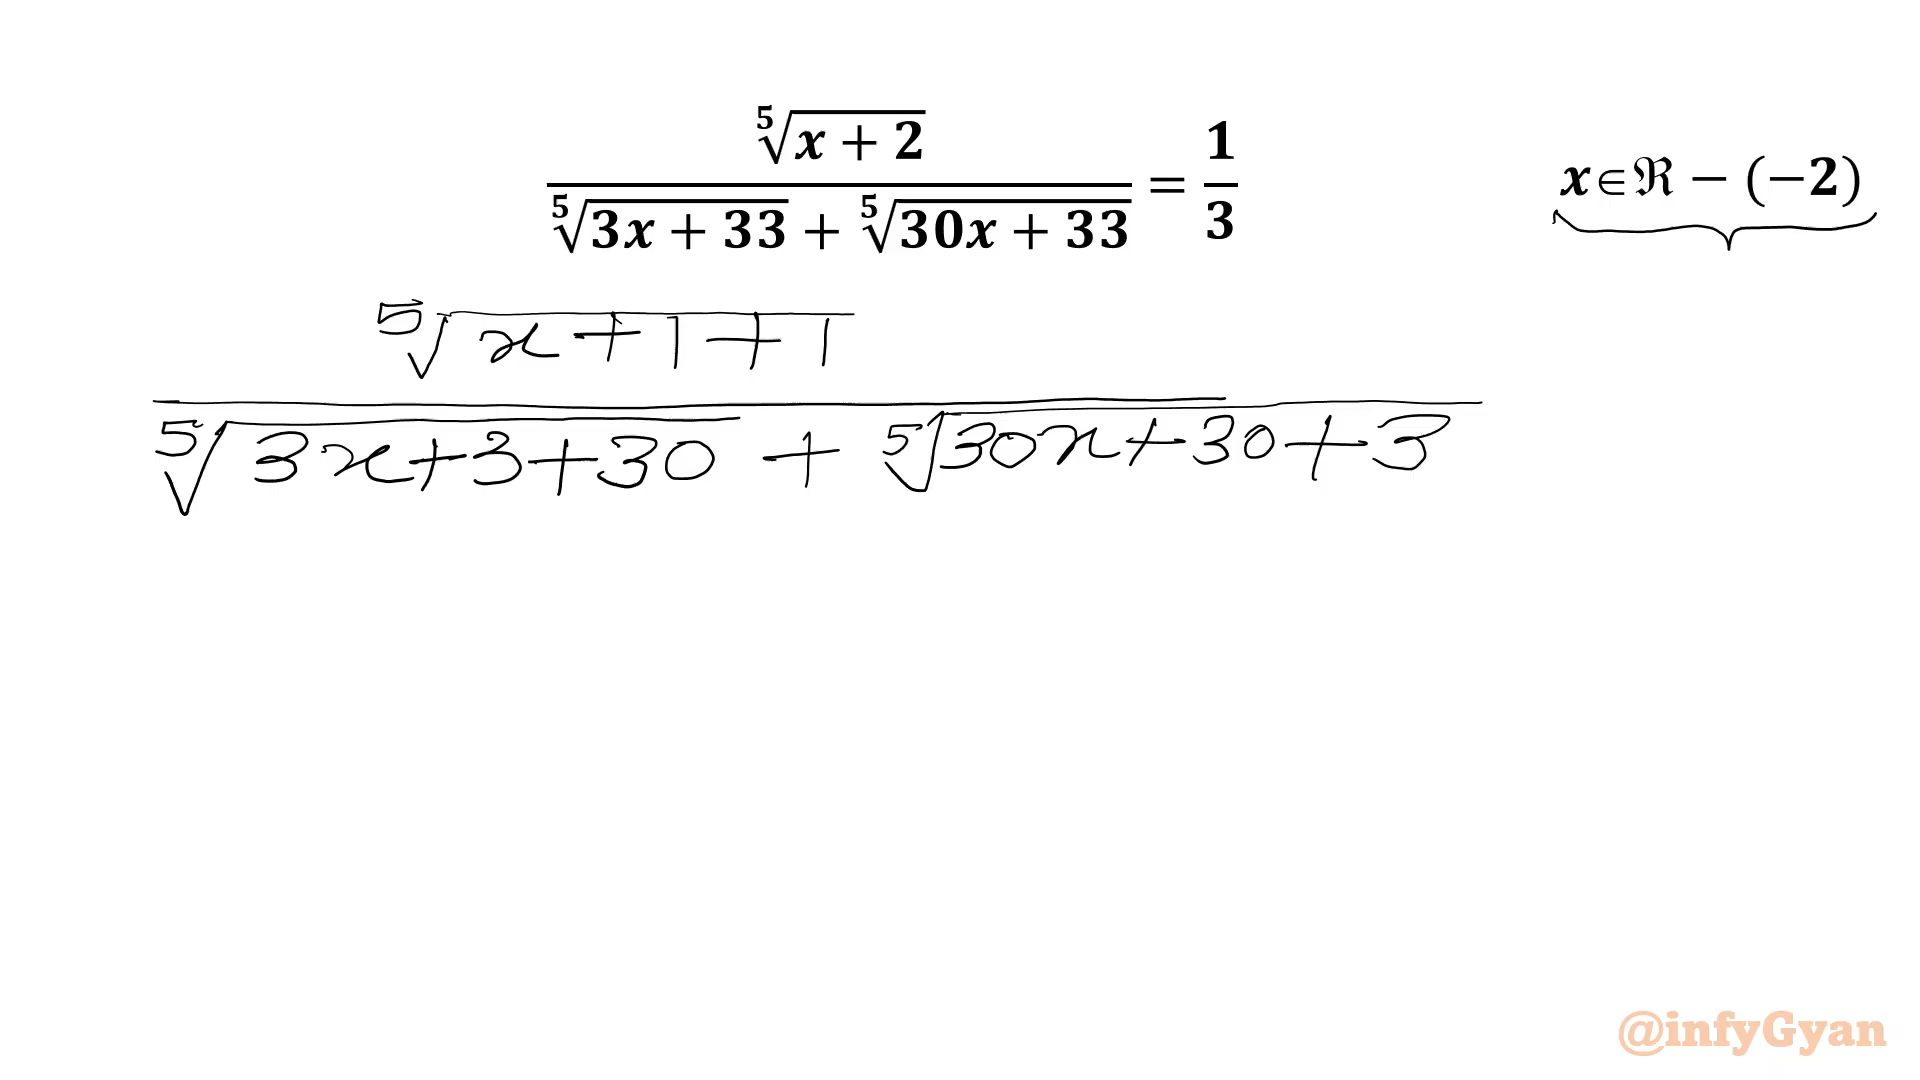 ⁵√(x + 2) / (⁵√(3x + 33) + ⁵√(30x + 33)) = 1/3    x ∈ ℜ − (−2)
⁵√(x+1+1) / (⁵√(3x+3+30) + ⁵√(30x+30+3))
@infyGyan